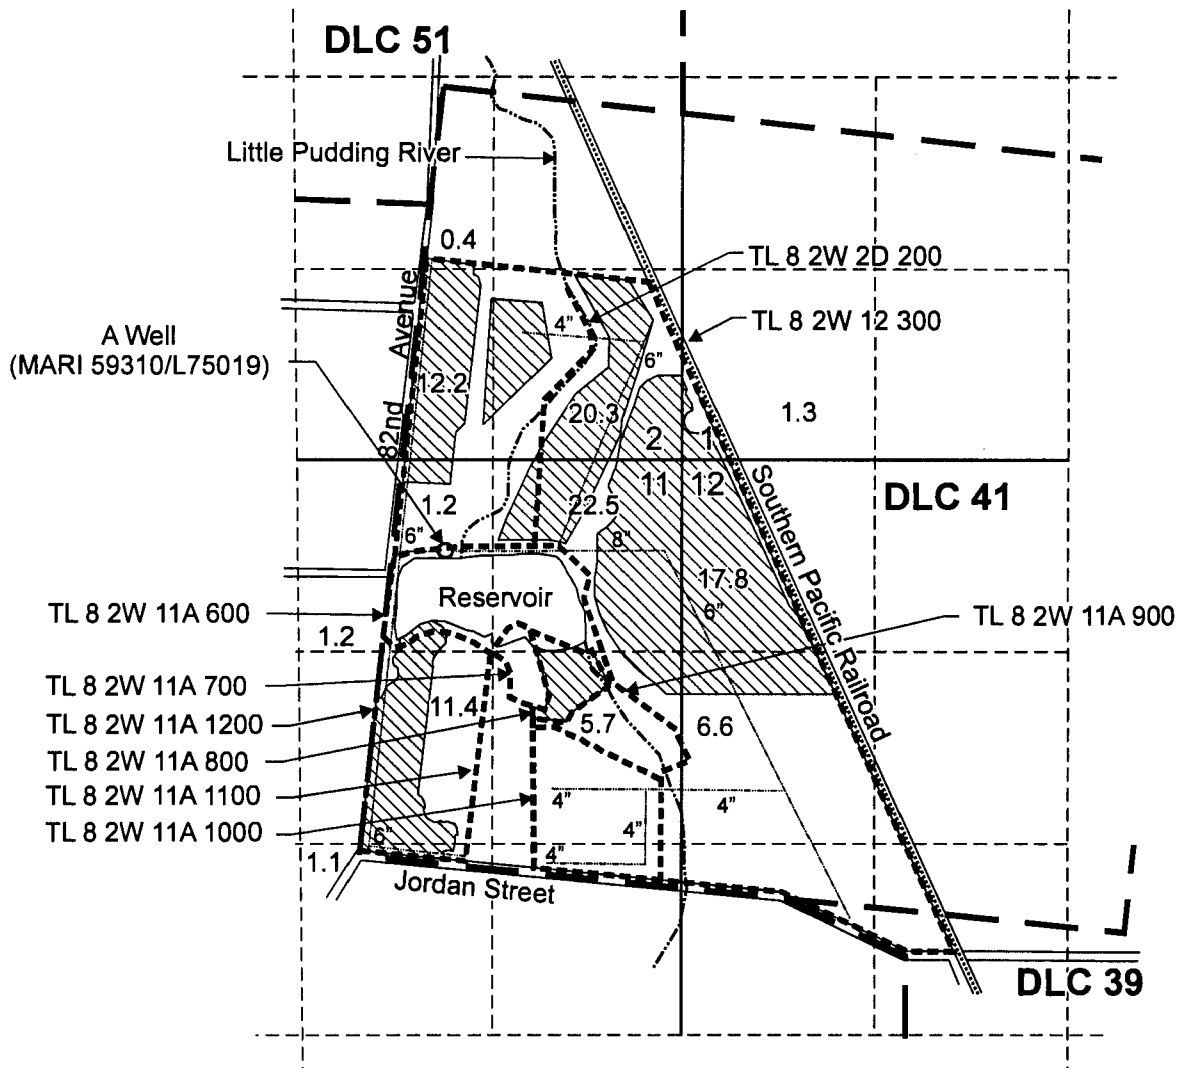 DLC 51
Little Pudding River
0.4
TL 8 2W 2D 200
82nd Avenue
4"
TL 8 2W 12 300
A Well
(MARI 59310/L75019)
6"
12.2
20.3
1.3
2
1
11
12
Southern Pacific Railroad
DLC 41
1.2
22.5
6"
8"
17.8
Reservoir
6"
TL 8 2W 11A 600
TL 8 2W 11A 900
1.2
TL 8 2W 11A 700
11.4
5.7
6.6
TL 8 2W 11A 1200
TL 8 2W 11A 800
TL 8 2W 11A 1100
4"
4"
TL 8 2W 11A 1000
6"
4"
4"
1.1
Jordan Street
DLC 39